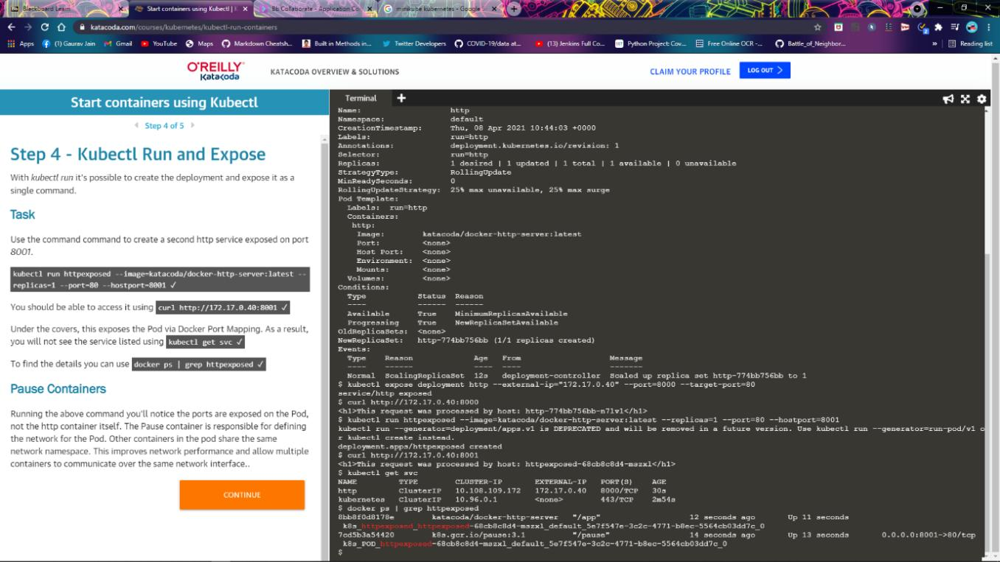 Blackboard Learn
Start containers using Kubectl | K
Bb Collaborate - Application Co
minikube kubernetes - Google
katacoda.com/courses/kubernetes/kubectl-run-containers
Apps
(1) Gaurav Jain
Gmail
YouTube
Maps
Markdown Cheatsh...
Built in Methods in...
Twitter Developers
COVID-19/data at...
(13) Jenkins Full Co...
Python Project: Cov...
Free Online OCR -...
Battle_of_Neighbor...
»
Reading list
O'REILLY
Katacoda
KATACODA OVERVIEW & SOLUTIONS
CLAIM YOUR PROFILE
LOG OUT
Start containers using Kubectl
Step 4 of 5
Step 4 - Kubectl Run and Expose
With kubectl run it's possible to create the deployment and expose it as a
single command.
Task
Use the command command to create a second http service exposed on port
8001.
kubectl run httpexposed --image=katacoda/docker-http-server:latest --
replicas=1 --port=80 --hostport=8001 ✓
You should be able to access it using curl http://172.17.0.40:8001 ✓
Under the covers, this exposes the Pod via Docker Port Mapping. As a result,
you will not see the service listed using kubectl get svc ✓
To find the details you can use docker ps | grep httpexposed ✓
Pause Containers
Running the above command you'll notice the ports are exposed on the Pod,
not the http container itself. The Pause container is responsible for defining
the network for the Pod. Other containers in the pod share the same
network namespace. This improves network performance and allow multiple
containers to communicate over the same network interface..
CONTINUE
Terminal
Name: http
Namespace: default
CreationTimestamp: Thu, 08 Apr 2021 10:44:03 +0000
Labels: run=http
Annotations: deployment.kubernetes.io/revision: 1
Selector: run=http
Replicas: 1 desired | 1 updated | 1 total | 1 available | 0 unavailable
StrategyType: RollingUpdate
MinReadySeconds: 0
RollingUpdateStrategy: 25% max unavailable, 25% max surge
Pod Template:
Labels: run=http
Containers:
http:
Image: katacoda/docker-http-server:latest
Port: <none>
Host Port: <none>
Environment: <none>
Mounts: <none>
Volumes: <none>
Conditions:
Type Status Reason
---- ------ ------
Available True MinimumReplicasAvailable
Progressing True NewReplicaSetAvailable
OldReplicaSets: <none>
NewReplicaSet: http-774bb756bb (1/1 replicas created)
Events:
Type Reason Age From Message
---- ------ ---- ---- -------
Normal ScalingReplicaSet 12s deployment-controller Scaled up replica set http-774bb756bb to 1
$ kubectl expose deployment http --external-ip="172.17.0.40" --port=8000 --target-port=80
service/http exposed
$ curl http://172.17.0.40:8000
<h1>This request was processed by host: http-774bb756bb-n7lvl</h1>
$ kubectl run httpexposed --image=katacoda/docker-http-server:latest --replicas=1 --port=80 --hostport=8001
kubectl run --generator=deployment/apps.v1 is DEPRECATED and will be removed in a future version. Use kubectl run --generator=run-pod/v1 o
r kubectl create instead.
deployment.apps/httpexposed created
$ curl http://172.17.0.40:8001
<h1>This request was processed by host: httpexposed-68cb8c8d4-mszxl</h1>
$ kubectl get svc
NAME TYPE CLUSTER-IP EXTERNAL-IP PORT(S) AGE
http ClusterIP 10.108.109.172 172.17.0.40 8000/TCP 30s
kubernetes ClusterIP 10.96.0.1 <none> 443/TCP 2m54s
$ docker ps | grep httpexposed
8bb8f0d8178e katacoda/docker-http-server "/app" 12 seconds ago Up 11 seconds
k8s_httpexposed_httpexposed-68cb8c8d4-mszxl_default_5e7f547e-3c2c-4771-b8ec-5564cb03dd7c_0
7cd5b3a54420 k8s.gcr.io/pause:3.1 "/pause" 14 seconds ago Up 13 seconds 0.0.0.0:8001->80/tcp
k8s_POD_httpexposed-68cb8c8d4-mszxl_default_5e7f547e-3c2c-4771-b8ec-5564cb03dd7c_0
$